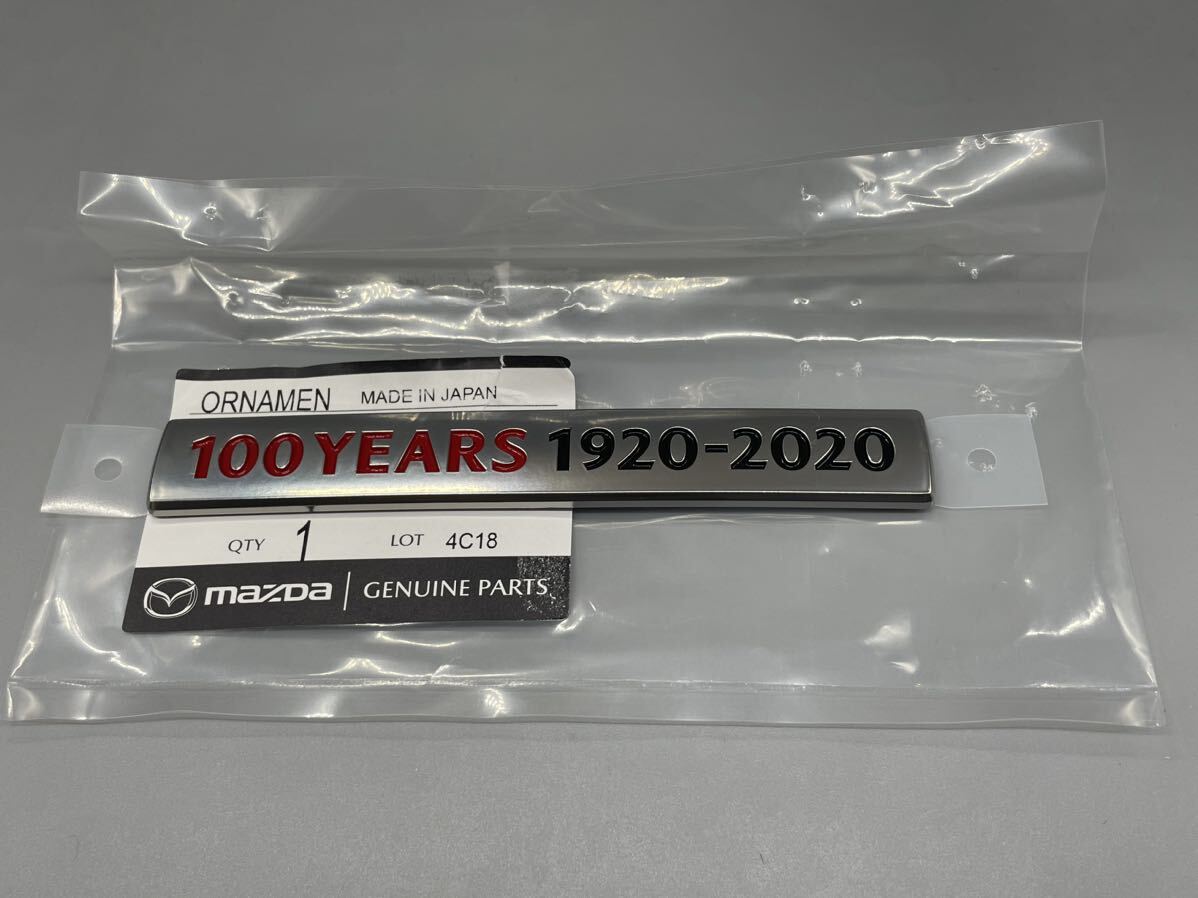 ORNAMEN MADE IN JAPAN
100 YEARS 1920-2020
QTY 1 LOT 4C18
mazda GENUINE PARTS